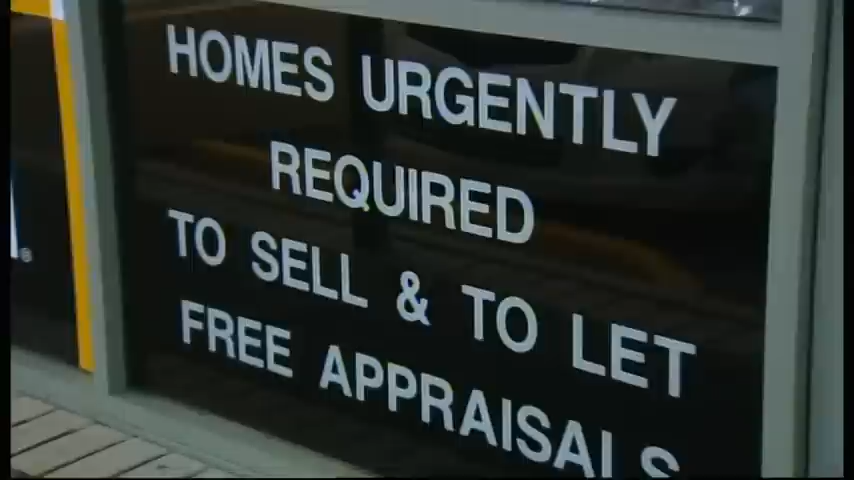 HOMES URGENTLY
REQUIRED
TO SELL & TO LET
FREE APPRAISALS
®